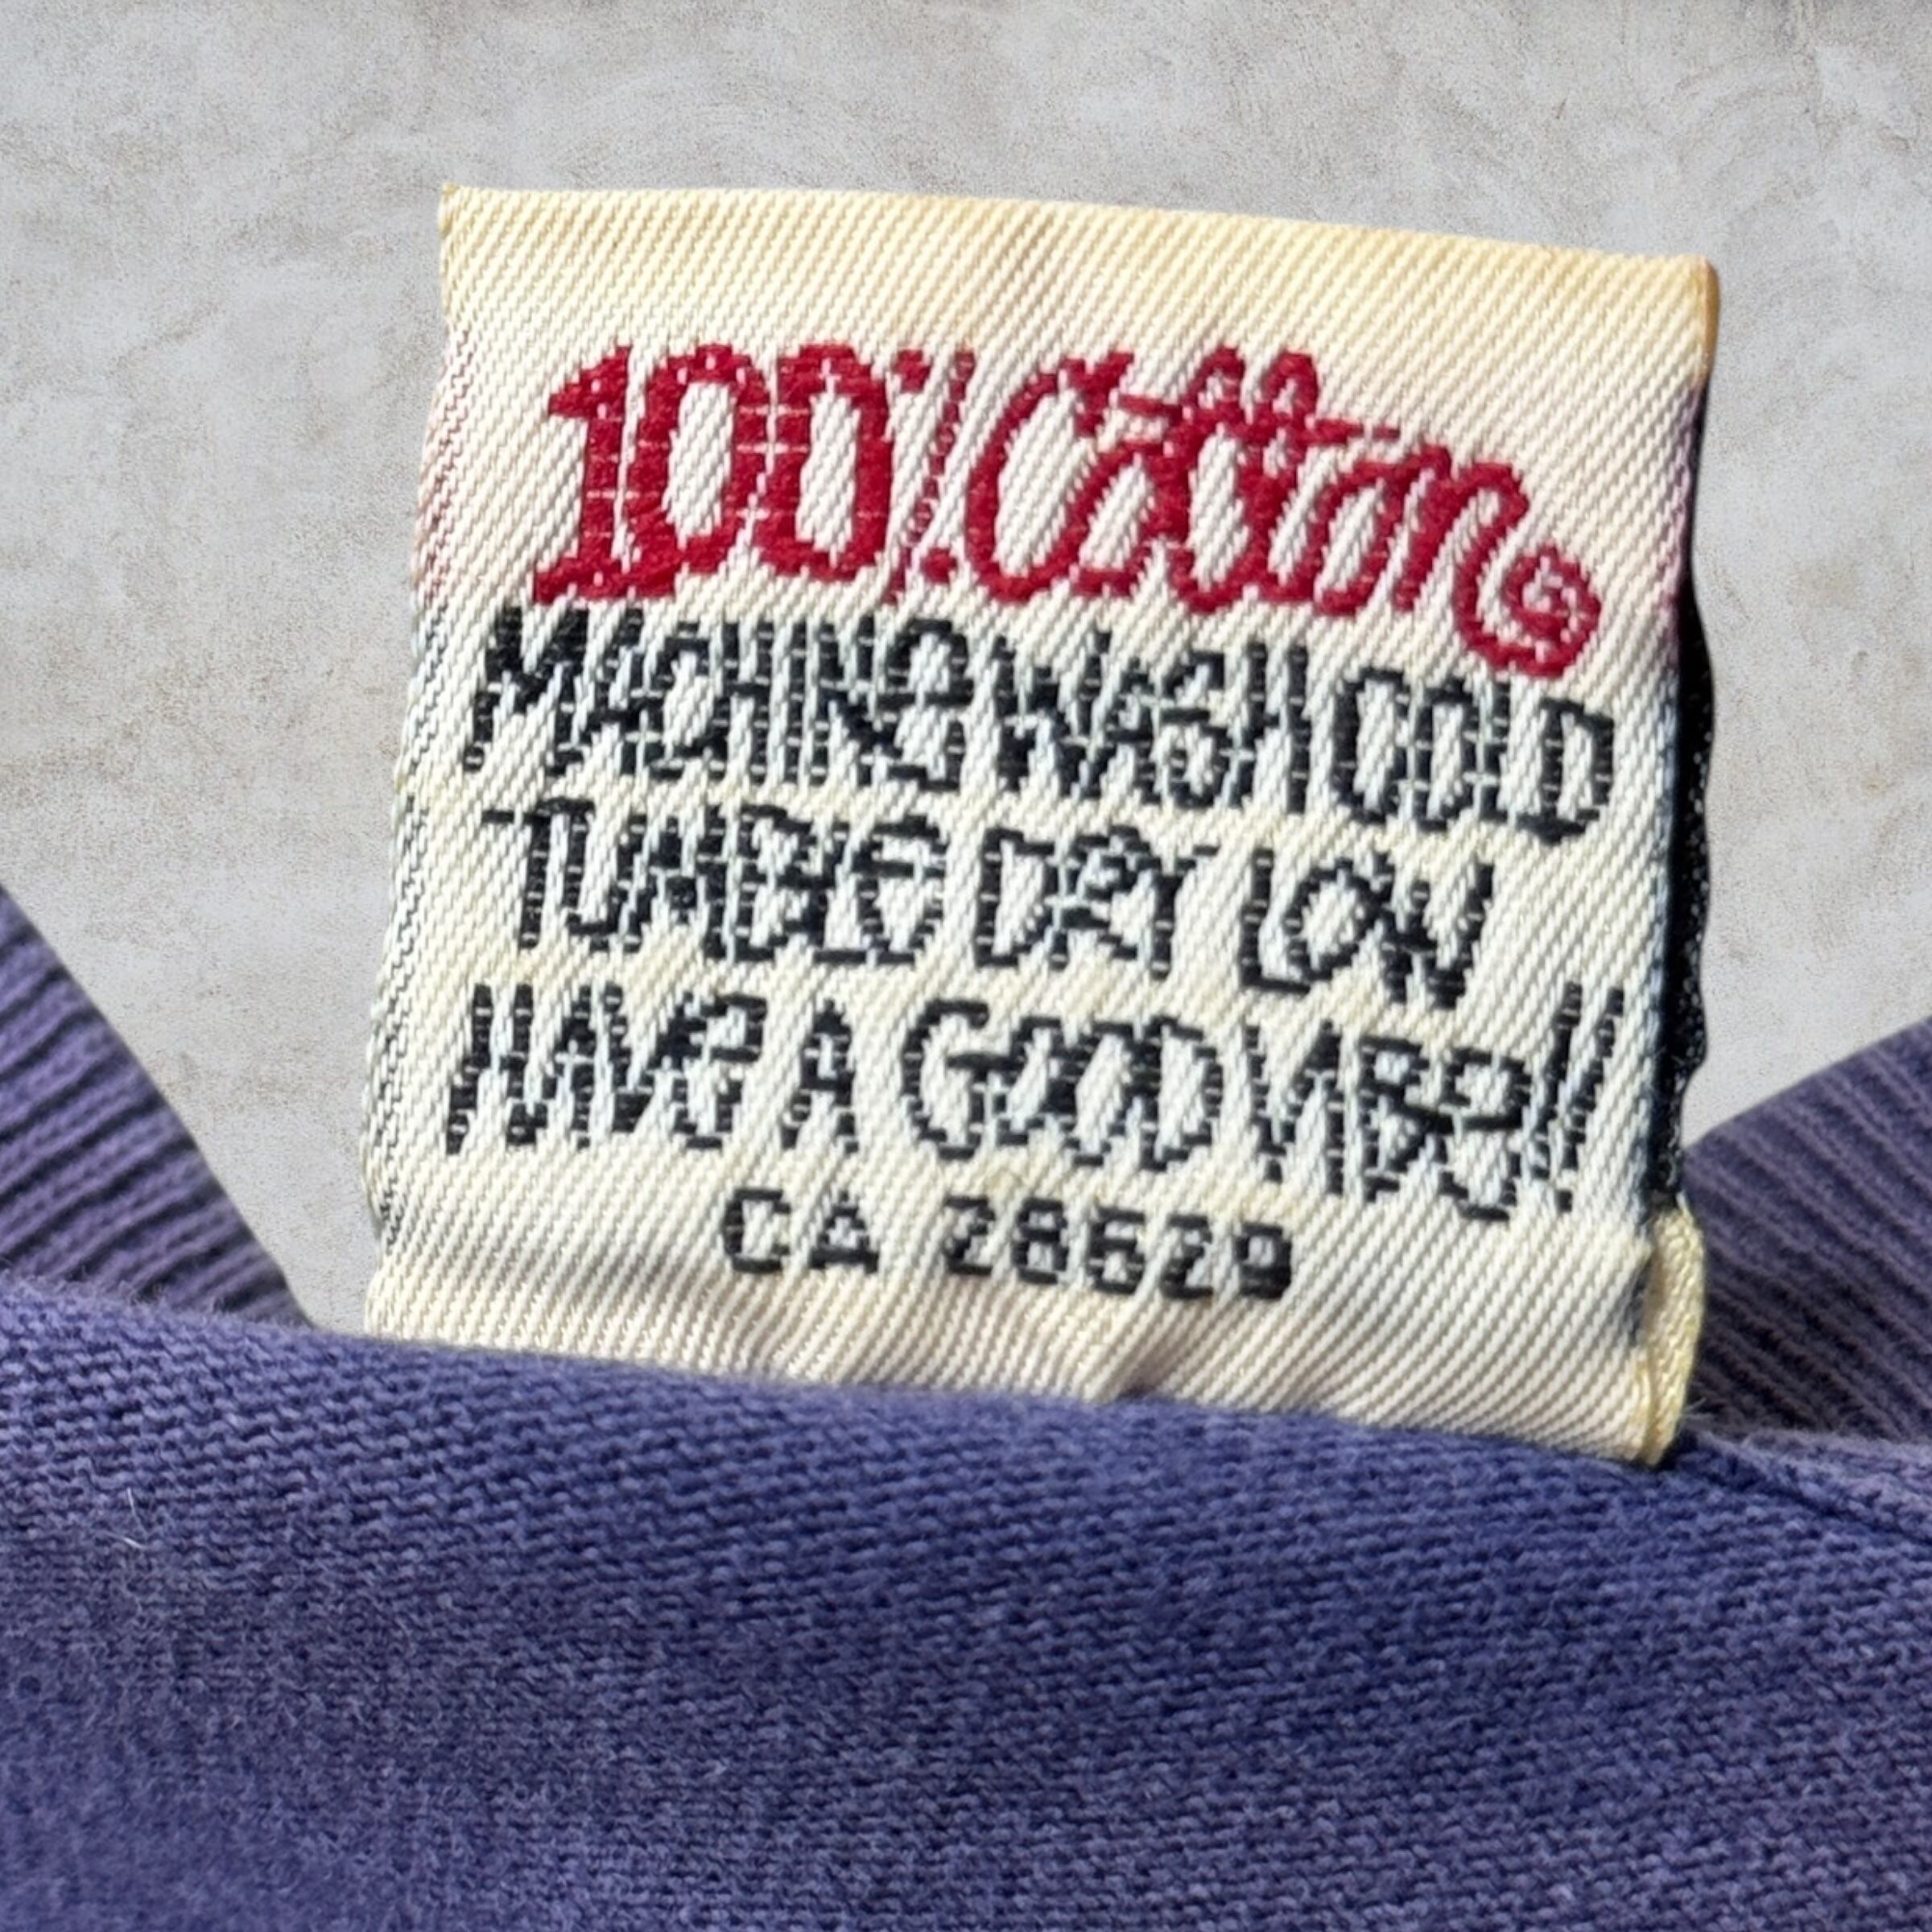 100% Cotton
MACHINE WASH COLD
TUMBLE DRY LOW
HAVE A GOOD VIBE!!
CA 28629